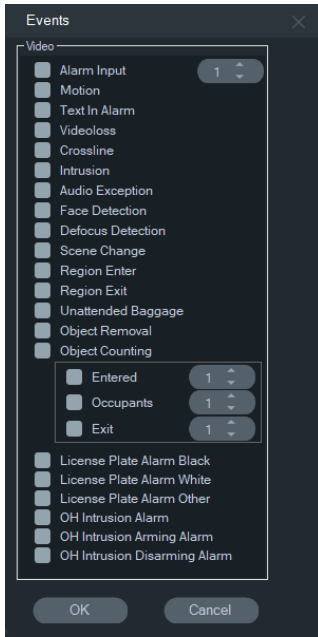 Events
Video
Alarm Input 1
Motion
Text In Alarm
Videoloss
Crossline
Intrusion
Audio Exception
Face Detection
Defocus Detection
Scene Change
Region Enter
Region Exit
Unattended Baggage
Object Removal
Object Counting
Entered 1
Occupants 1
Exit 1
License Plate Alarm Black
License Plate Alarm White
License Plate Alarm Other
OH Intrusion Alarm
OH Intrusion Arming Alarm
OH Intrusion Disarming Alarm
OK Cancel